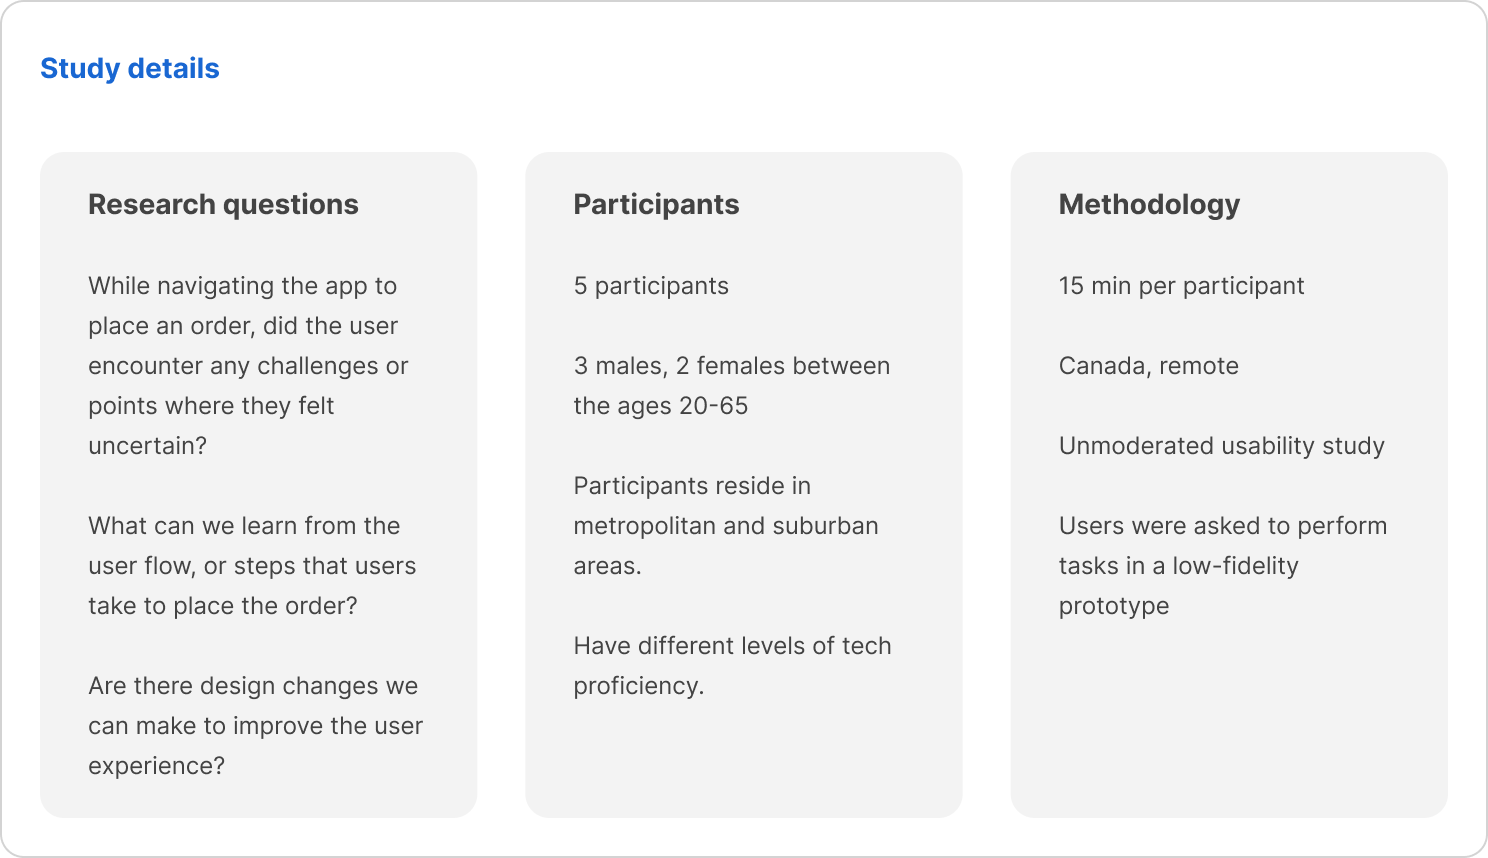 Study details
Research questions
While navigating the app to
place an order, did the user
encounter any challenges or
points where they felt
uncertain?
What can we learn from the
user flow, or steps that users
take to place the order?
Are there design changes we
can make to improve the user
experience?
Participants
5 participants
3 males, 2 females between
the ages 20-65
Participants reside in
metropolitan and suburban
areas.
Have different levels of tech
proficiency.
Methodology
15 min per participant
Canada, remote
Unmoderated usability study
Users were asked to perform
tasks in a low-fidelity
prototype